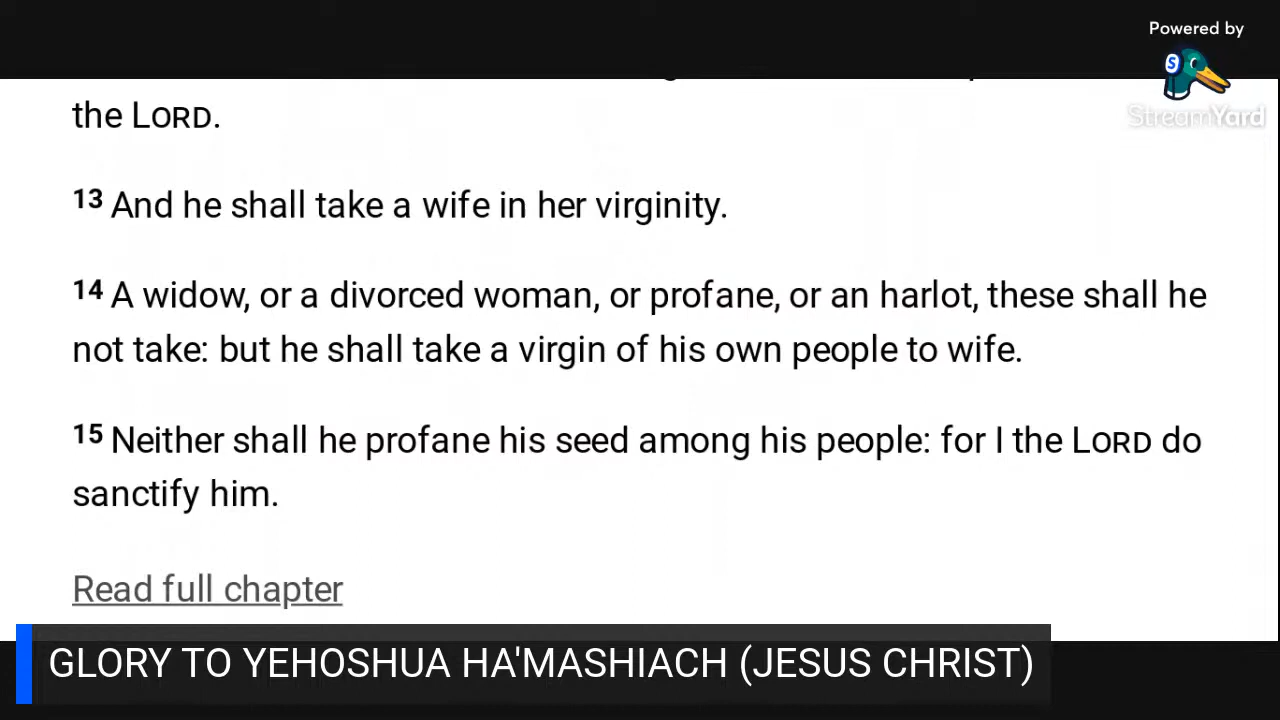 Powered by
StreamYard
the LORD.
13 And he shall take a wife in her virginity.
14 A widow, or a divorced woman, or profane, or an harlot, these shall he
not take: but he shall take a virgin of his own people to wife.
15 Neither shall he profane his seed among his people: for I the LORD do
sanctify him.
Read full chapter
GLORY TO YEHOSHUA HA'MASHIACH (JESUS CHRIST)